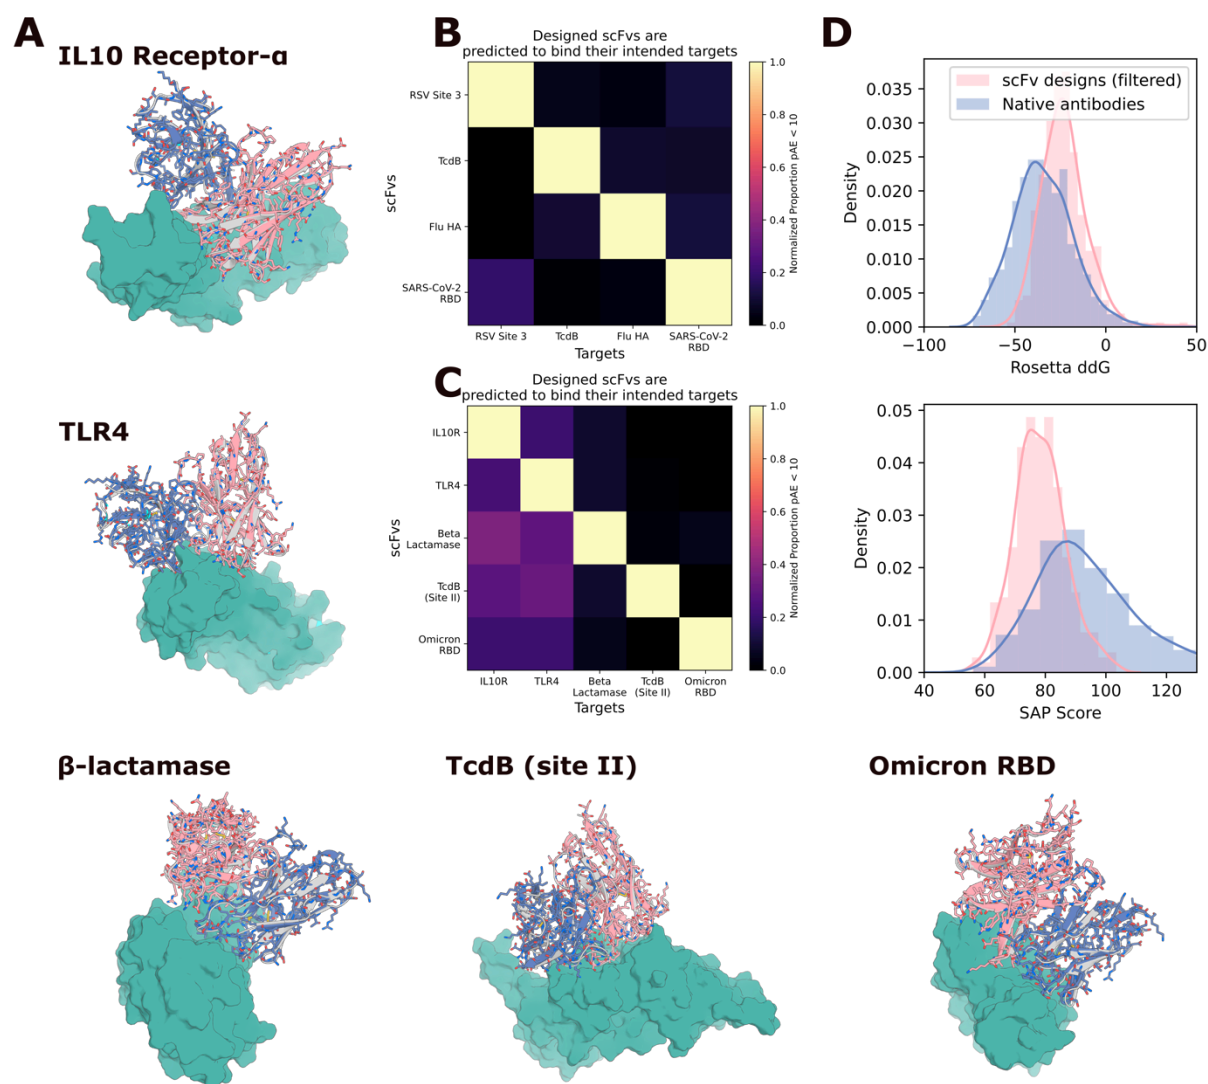 A
IL10 Receptor-α
TLR4
B
Designed scFvs are
predicted to bind their intended targets
scFvs
RSV Site 3
TcdB
Flu HA
SARS-CoV-2
RBD
RSV Site 3 TcdB Flu HA SARS-CoV-2
RBD
Targets
1.0
0.8
0.6
0.4
0.2
0.0
Normalized Proportion pAE < 10
C
Designed scFvs are
predicted to bind their intended targets
scFvs
IL10R
TLR4
Beta
Lactamase
TcdB
(Site II)
Omicron
RBD
IL10R TLR4 Beta TcdB Omicron
Lactamase (Site II) RBD
Targets
1.0
0.8
0.6
0.4
0.2
0.0
Normalized Proportion pAE < 10
D
scFv designs (filtered)
Native antibodies
Density
0.035
0.030
0.025
0.020
0.015
0.010
0.005
0.000
−100 −50 0 50
Rosetta ddG
Density
0.05
0.04
0.03
0.02
0.01
0.00
40 60 80 100 120
SAP Score
β-lactamase
TcdB (site II)
Omicron RBD